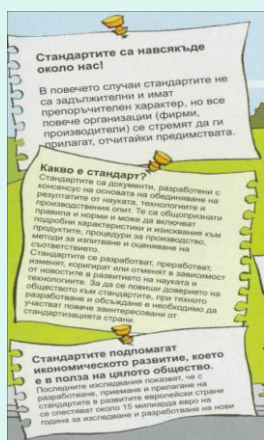 Стандартите са навсякъде
около нас!
В повечето случаи стандартите не
са задължителни и имат
препоръчителен характер, но все
повече организации (фирми,
производители) се стремят да ги
прилагат, отчитайки предимствата.
Какво е стандарт?
Стандартите са документи, разработени с
консенсус на основата на обединяване на
резултатите от науката, технологиите и
производствения опит. Те са общопризнати
правила и норми и може да включват
подробни характеристики и изисквания към
продуктите, процедури за производство,
методи за изпитване и оценяване на
съответствието.
Стандартите се разработват, преработват,
изменят, коригират или отменят в зависимост
от новостите в развитието на науката и
технологиите. За да се повиши доверието на
обществото към стандартите, при тяхното
разработване и обсъждане е необходимо да
участват повече заинтересовани от
стандартизацията страни.
Стандартите подпомагат
икономическото развитие, което
е в полза на цялото общество.
Последните изследвания показват, че с
разработване, приемане и прилагане на
стандартите в развитите европейски страни
се спестяват около 15 милиарда евро на
година за изследване и разработване на нови